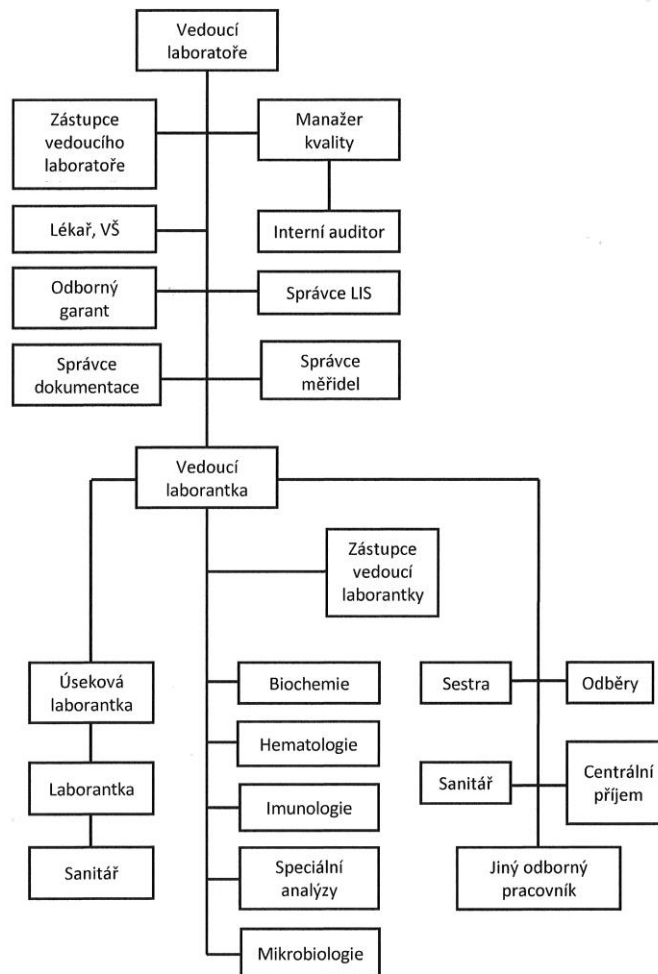 Vedoucí
laboratoře
Zástupce
vedoucího
laboratoře
Manažer
kvality
Lékař, VŠ
Interní auditor
Odborný
garant
Správce LIS
Správce
dokumentace
Správce
měřidel
Vedoucí
laborantka
Zástupce
vedoucí
laborantky
Úseková
laborantka
Biochemie
Sestra
Odběry
Hematologie
Laborantka
Sanitář
Centrální
příjem
Imunologie
Sanitář
Speciální
analýzy
Jiný odborný
pracovník
Mikrobiologie